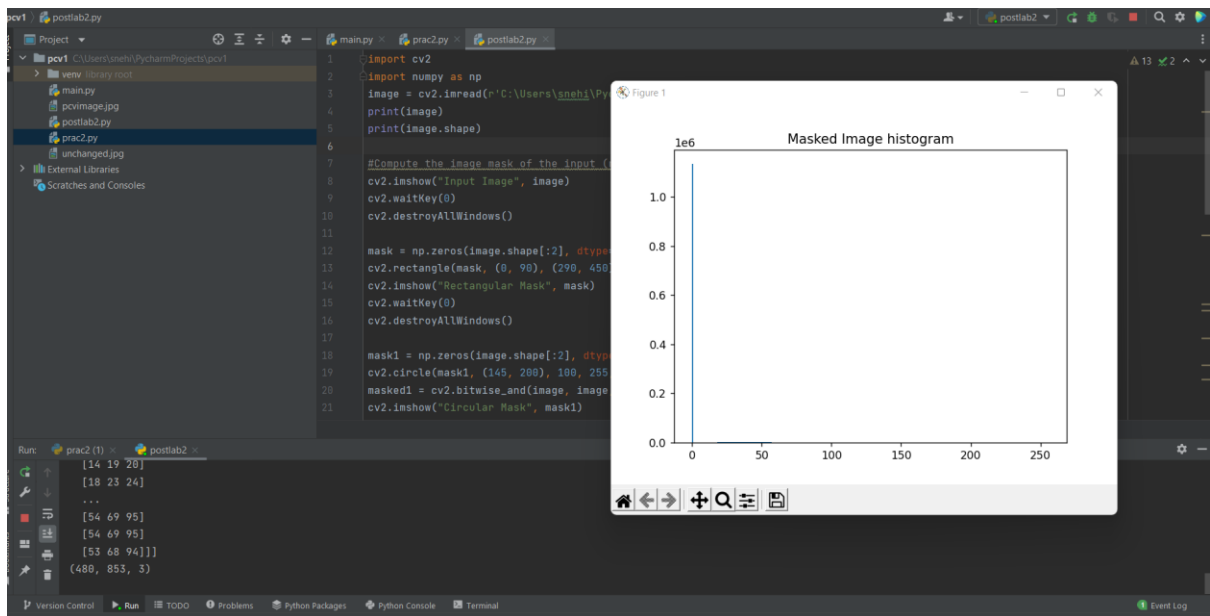 pcv1 postlab2.py postlab2
Project main.py prac2.py postlab2.py
pcv1 C:\Users\snehi\PycharmProjects\pcv1
venv library root
main.py
pcvimage.jpg
postlab2.py
prac2.py
unchanged.jpg
External Libraries
Scratches and Consoles
13 2
1 import cv2
2 import numpy as np
3 image = cv2.imread(r'C:\Users\snehi\Py
4 print(image)
5 print(image.shape)
6
7 #Compute the image mask of the input (
8 cv2.imshow("Input Image", image)
9 cv2.waitKey(0)
10 cv2.destroyAllWindows()
11
12 mask = np.zeros(image.shape[:2], dtype
13 cv2.rectangle(mask, (0, 90), (290, 450
14 cv2.imshow("Rectangular Mask", mask)
15 cv2.waitKey(0)
16 cv2.destroyAllWindows()
17
18 mask1 = np.zeros(image.shape[:2], dtyp
19 cv2.circle(mask1, (145, 200), 100, 255
20 masked1 = cv2.bitwise_and(image, image
21 cv2.imshow("Circular Mask", mask1)
Figure 1
Masked Image histogram
1e6
1.0
0.8
0.6
0.4
0.2
0.0
0 50 100 150 200 250
Run: prac2 (1) postlab2
[14 19 20]
[18 23 24]
...
[54 69 95]
[54 69 95]
[53 68 94]]]
(480, 853, 3)
Version Control Run TODO Problems Python Packages Python Console Terminal Event Log